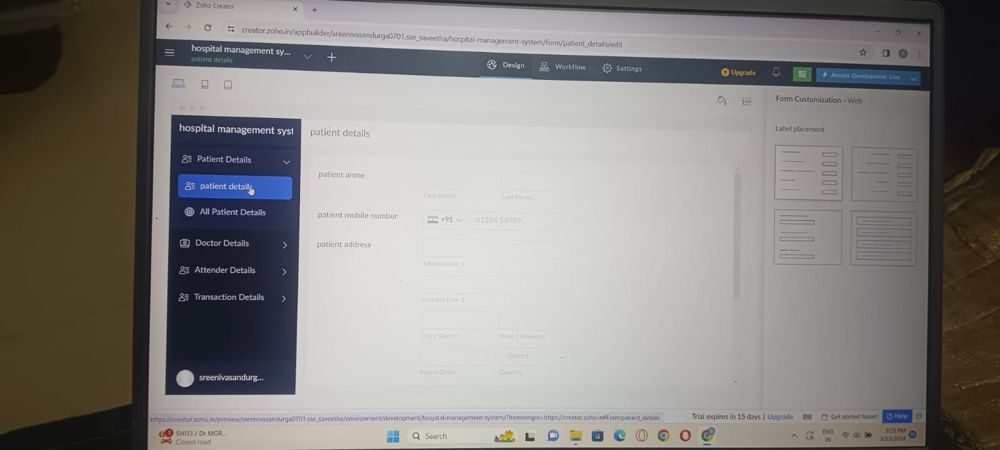 Zoho Creator
creator.zoho.in/appbuilder/sreenivasandurga0701.sse_saveetha/hospital-management-system/form/patient_details/edit
hospital management sy...
patient details
Design
Workflow
Settings
Upgrade
Access Development Live
Form Customization - Web
Label placement
hospital management syst
Patient Details
patient details
All Patient Details
Doctor Details
Attender Details
Transaction Details
sreenivasandurg...
patient details
patient anme
First Name
Last Name
patient mobile number
+91
81234 56789
patient address
Address Line 1
Address Line 2
City / District
State / Province
-Select-
Postal Code
Country
https://creator.zoho.in/preview/sreenivasandurga0701.sse_saveetha/environment/development/hospital-management-system/?frameorigin=https://creator.zoho.in#Form:patient_details
Trial expires in 15 days | Upgrade
Get started faster!
Help
SH113 / Dr MGR...
Closed road
Search
ENG
IN
9:29 PM
3/13/2024